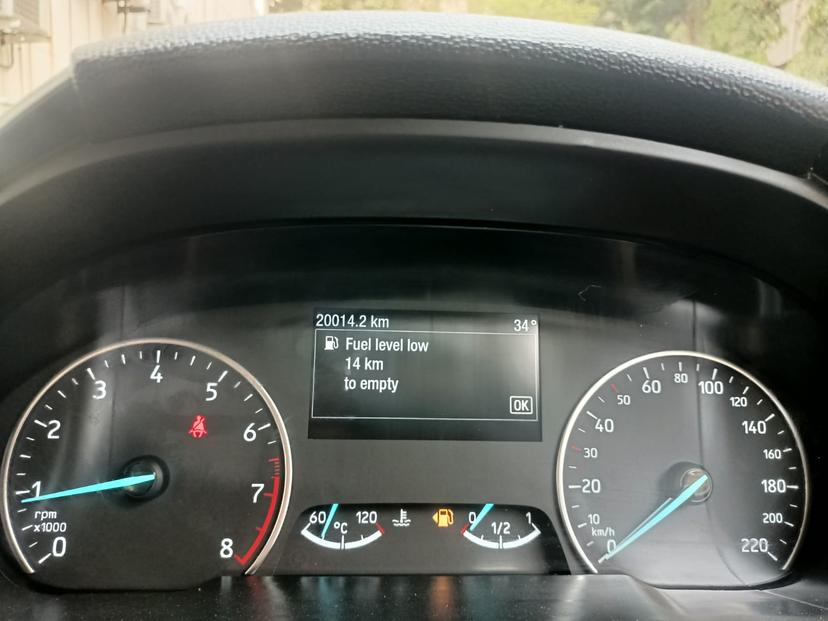 20014.2 km 34°
Fuel level low
14 km
to empty
OK
0 1 2 3 4 5 6 7 8
rpm
x1000
60 °C 120
0 1/2 1
0 10 20 30 40 50 60 80 100 120 140 160 180 200 220
km/h